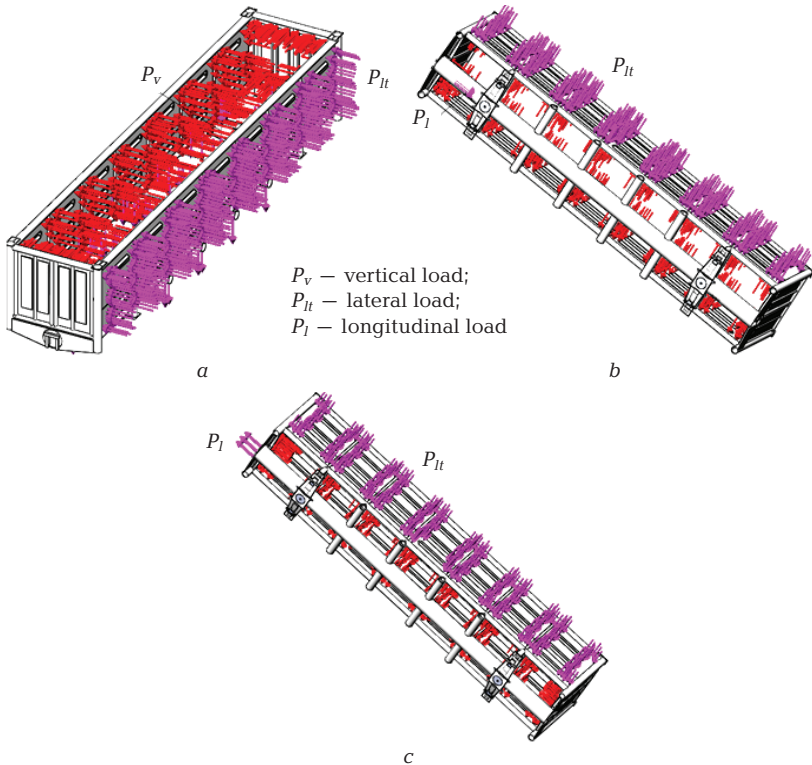 P_v
P_lt
P_lt
P_l
P_v — vertical load;
P_lt — lateral load;
P_l — longitudinal load
a
b
P_l
P_lt
c